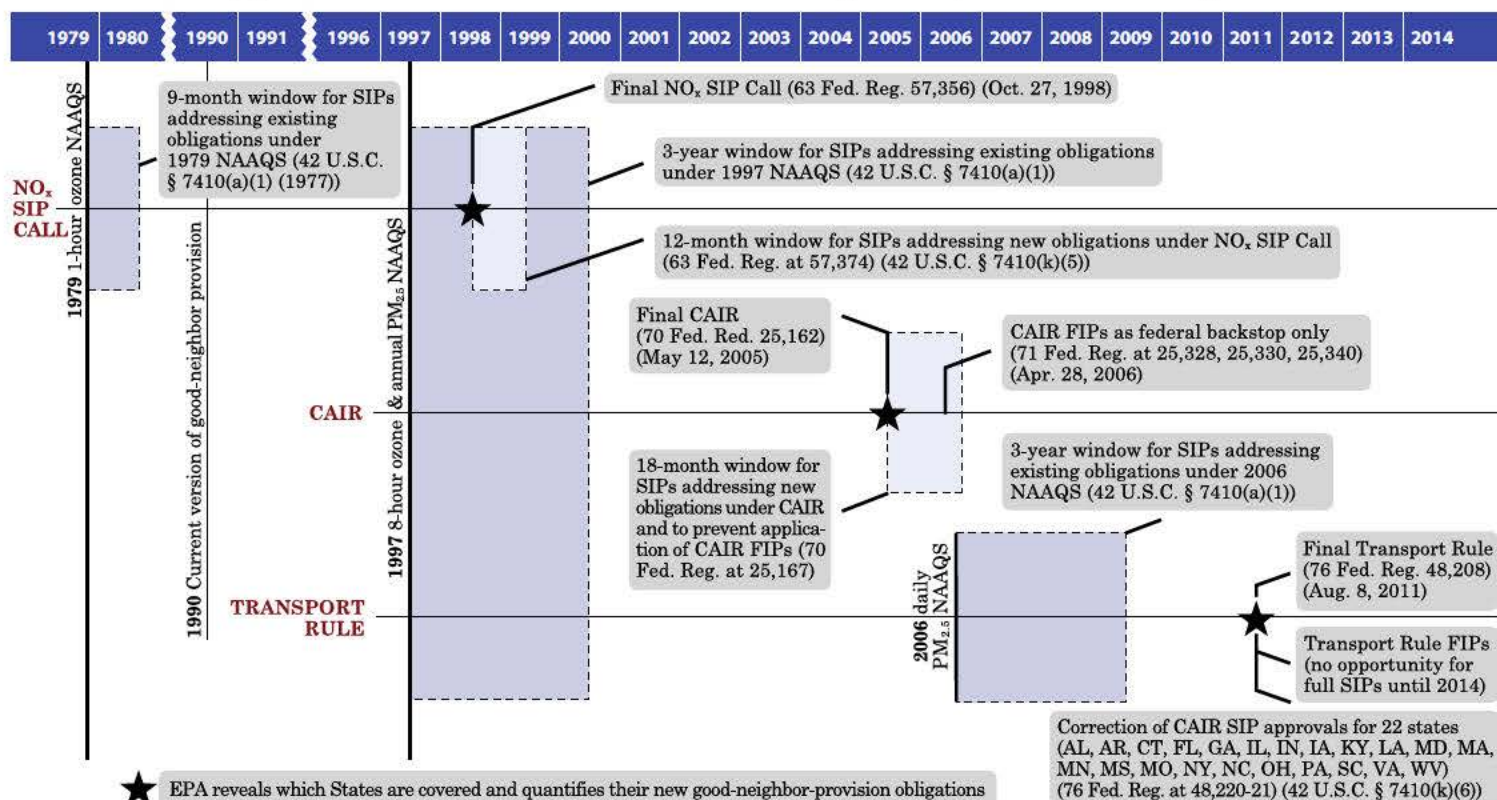 1979 1980 1990 1991 1996 1997 1998 1999 2000 2001 2002 2003 2004 2005 2006 2007 2008 2009 2010 2011 2012 2013 2014
9-month window for SIPs
addressing existing
obligations under
1979 NAAQS (42 U.S.C.
§ 7410(a)(1) (1977))
Final NOx SIP Call (63 Fed. Reg. 57,356) (Oct. 27, 1998)
3-year window for SIPs addressing existing obligations
under 1997 NAAQS (42 U.S.C. § 7410(a)(1))
NOx
SIP
CALL
1979 1-hour ozone NAAQS
12-month window for SIPs addressing new obligations under NOx SIP Call
(63 Fed. Reg. at 57,374) (42 U.S.C. § 7410(k)(5))
1990 Current version of good-neighbor provision
1997 8-hour ozone & annual PM2.5 NAAQS
Final CAIR
(70 Fed. Red. 25,162)
(May 12, 2005)
CAIR FIPs as federal backstop only
(71 Fed. Reg. at 25,328, 25,330, 25,340)
(Apr. 28, 2006)
CAIR
18-month window for
SIPs addressing new
obligations under CAIR
and to prevent applica-
tion of CAIR FIPs (70
Fed. Reg. at 25,167)
3-year window for SIPs addressing
existing obligations under 2006
NAAQS (42 U.S.C. § 7410(a)(1))
TRANSPORT
RULE
2006 daily
PM2.5 NAAQS
Final Transport Rule
(76 Fed. Reg. 48,208)
(Aug. 8, 2011)
Transport Rule FIPs
(no opportunity for
full SIPs until 2014)
Correction of CAIR SIP approvals for 22 states
(AL, AR, CT, FL, GA, IL, IN, IA, KY, LA, MD, MA,
MN, MS, MO, NY, NC, OH, PA, SC, VA, WV)
(76 Fed. Reg. at 48,220-21) (42 U.S.C. § 7410(k)(6))
★ EPA reveals which States are covered and quantifies their new good-neighbor-provision obligations